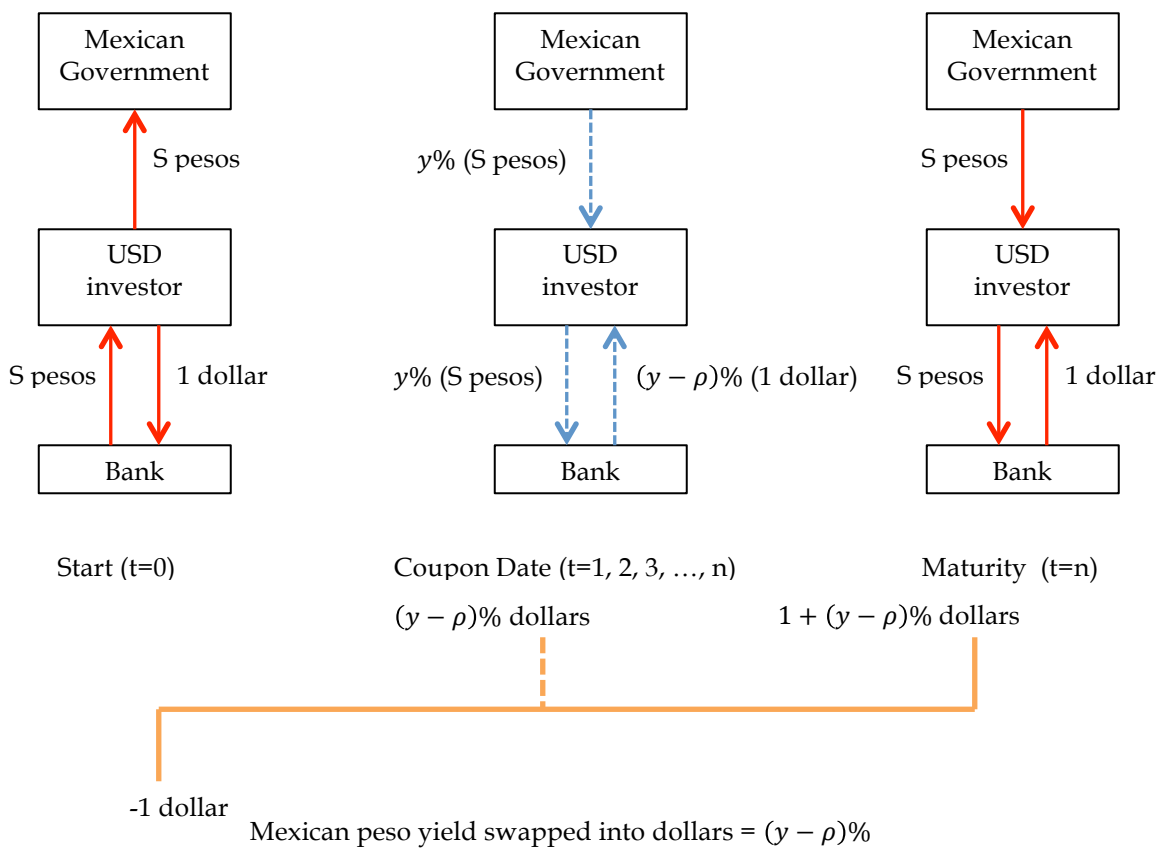 Mexican
Government
Mexican
Government
Mexican
Government
S pesos
y% (S pesos)
S pesos
USD
investor
USD
investor
USD
investor
S pesos
1 dollar
y% (S pesos)
(y − ρ)% (1 dollar)
S pesos
1 dollar
Bank
Bank
Bank
Start (t=0)
Coupon Date (t=1, 2, 3, …, n)
Maturity (t=n)
(y − ρ)% dollars
1 + (y − ρ)% dollars
-1 dollar
Mexican peso yield swapped into dollars = (y − ρ)%